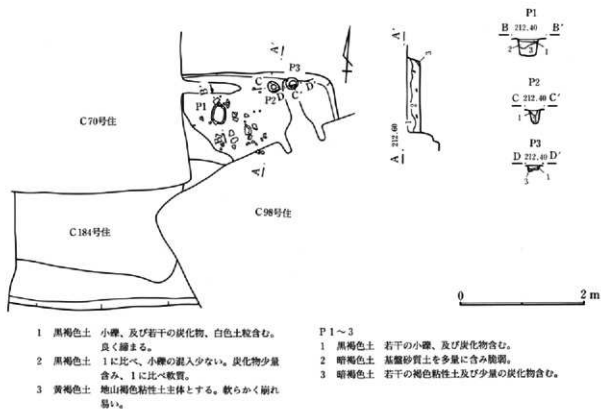 P1
B 212.40 B'
2 3 1
P2
C 212.40 C'
1
P3
D 212.40 D'
3 1
A'
3
2
1
A 212.60
A'
P3
C D D'
P2 C'
B'
P1
B
A
C70号住
C184号住
C98号住
0 2 m
1 黒褐色土 小礫、及び若干の炭化物、白色土粒含む。
良く締まる。
2 黒褐色土 1に比べ、小礫の混入少ない。炭化物少量
含み、1に比べ軟質。
3 黄褐色土 地山褐色粘性土主体とする。軟らかく崩れ
易い。
P1～3
1 黒褐色土 若干の小礫、及び炭化物含む。
2 暗褐色土 基盤砂質土を多量に含み脆弱。
3 暗褐色土 若干の褐色粘性土及び少量の炭化物含む。